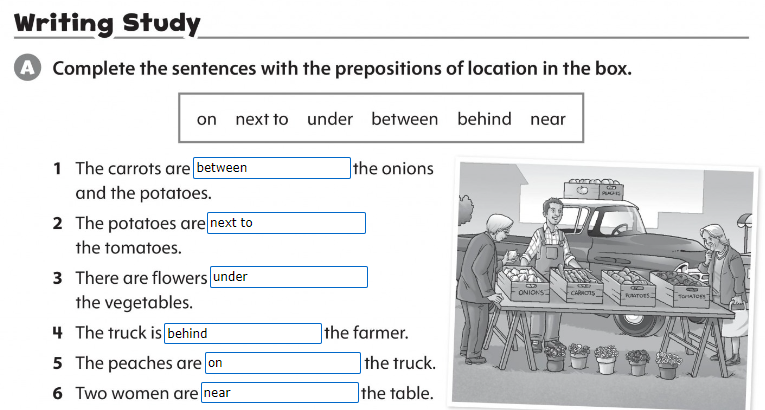 Writing Study
A Complete the sentences with the prepositions of location in the box.
on next to under between behind near
1 The carrots are between the onions
and the potatoes.
2 The potatoes are next to
the tomatoes.
3 There are flowers under
the vegetables.
4 The truck is behind the farmer.
5 The peaches are on the truck.
6 Two women are near the table.
PEACHES
ONIONS CARROTS POTATOES TOMATOES